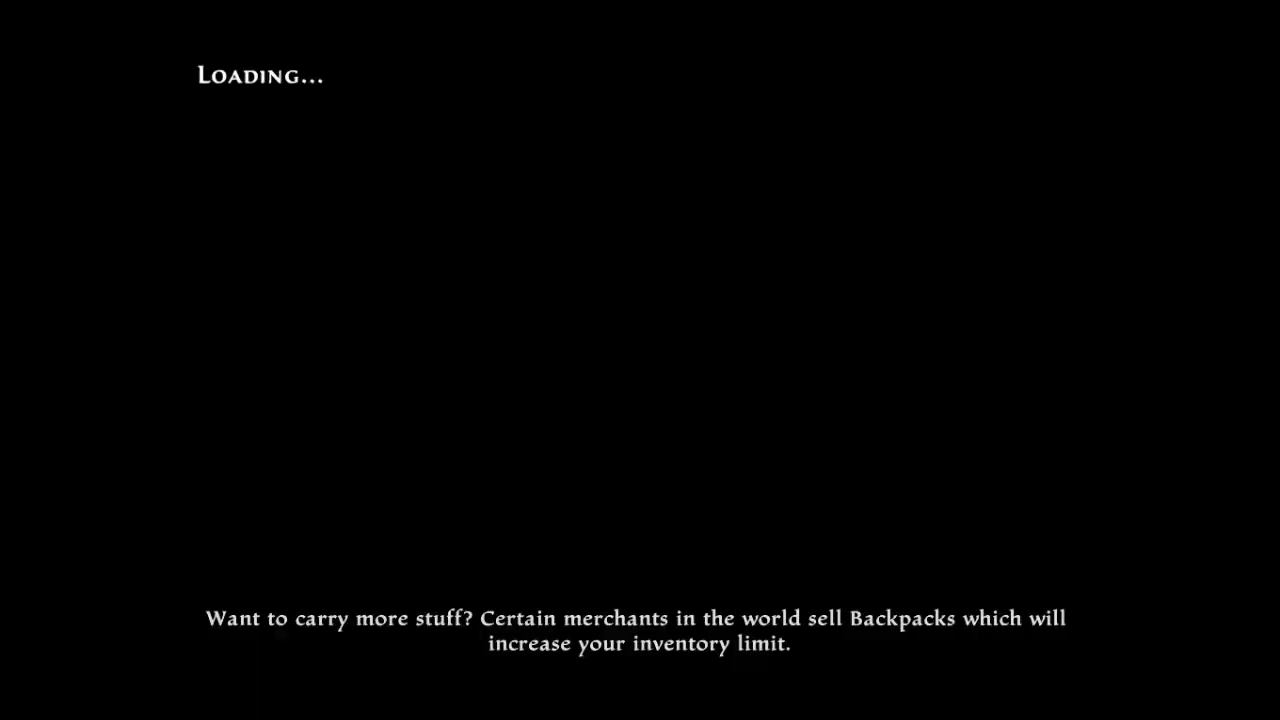 Loading...
Want to carry more stuff? Certain merchants in the world sell Backpacks which will
increase your inventory limit.